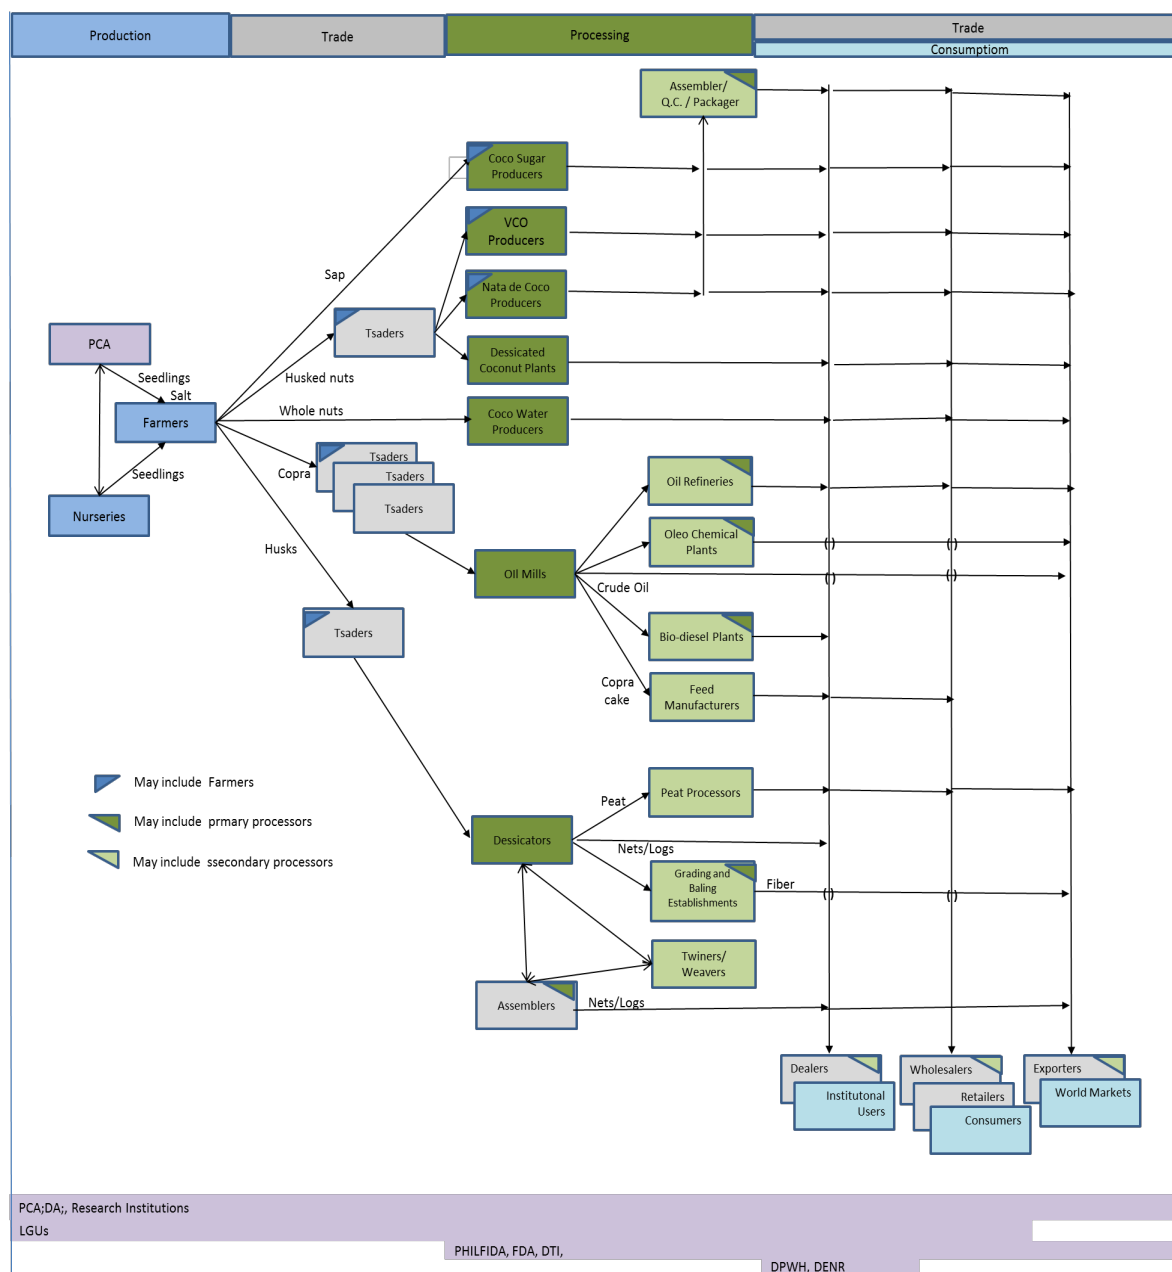 Production
Trade
Processing
Trade
Consumptiom
Assembler/
Q.C. / Packager
Coco Sugar
Producers
VCO
Producers
Sap
Nata de Coco
Producers
Tsaders
PCA
Dessicated
Coconut Plants
Seedlings
Salt
Husked nuts
Farmers
Whole nuts
Coco Water
Producers
Seedlings
Copra
Tsaders
Tsaders
Tsaders
Nurseries
Oil Refineries
Husks
Oleo Chemical
Plants
( )
( )
Oil Mills
( )
( )
Crude Oil
Tsaders
Bio-diesel Plants
Copra
cake
Feed
Manufacturers
May include Farmers
May include prmary processors
May include ssecondary processors
Peat
Peat Processors
Dessicators
Nets/Logs
Grading and
Baling
Establishments
Fiber
( )
( )
Twiners/
Weavers
Assemblers
Nets/Logs
Dealers
Institutonal
Users
Wholesalers
Retailers
Consumers
Exporters
World Markets
PCA;DA;, Research Institutions
LGUs
PHILFIDA, FDA, DTI,
DPWH, DENR